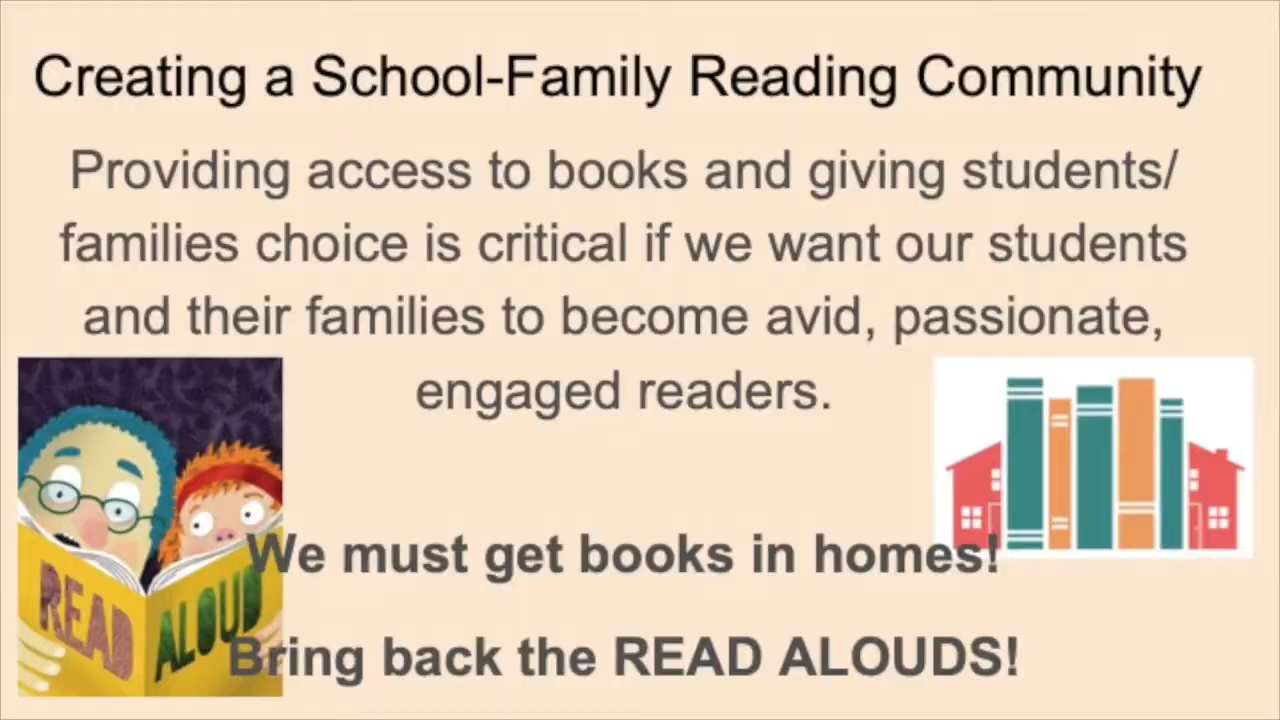 Creating a School-Family Reading Community
Providing access to books and giving students/
families choice is critical if we want our students
and their families to become avid, passionate,
engaged readers.
We must get books in homes!
READ ALOUD
Bring back the READ ALOUDS!